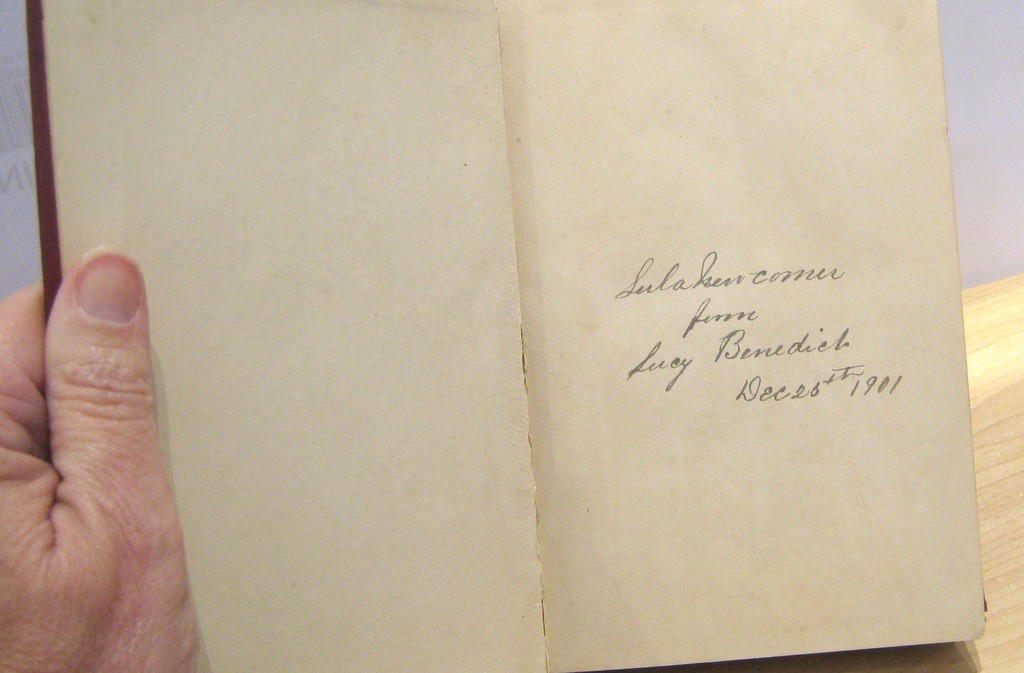 Lula Newcomer
from
Lucy Benedict
Dec 25th 1901